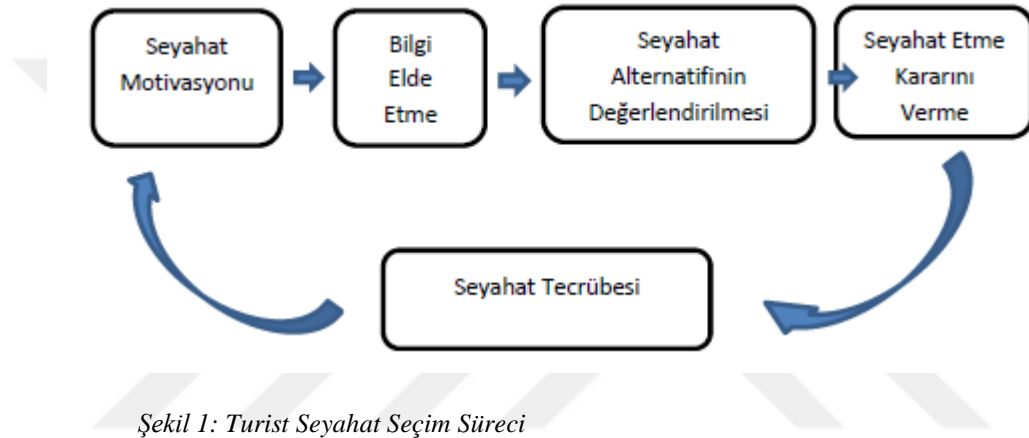 Seyahat
Motivasyonu
Bilgi
Elde
Etme
Seyahat
Alternatifinin
Değerlendirilmesi
Seyahat Etme
Kararını
Verme
Seyahat Tecrübesi
Şekil 1: Turist Seyahat Seçim Süreci